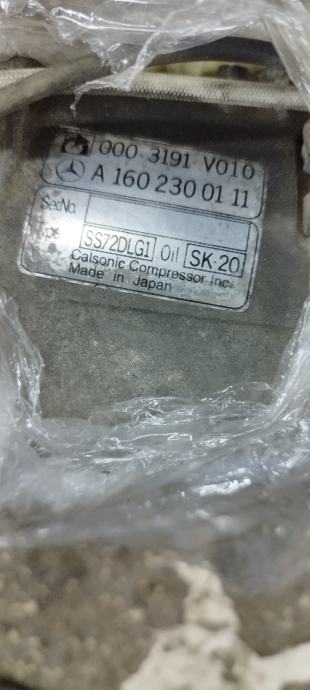 000 3191 V010
A 160 230 01 11
Ser.No.
Type SS72DLG1 Oil SK-20
Calsonic Compressor Inc.
Made in Japan